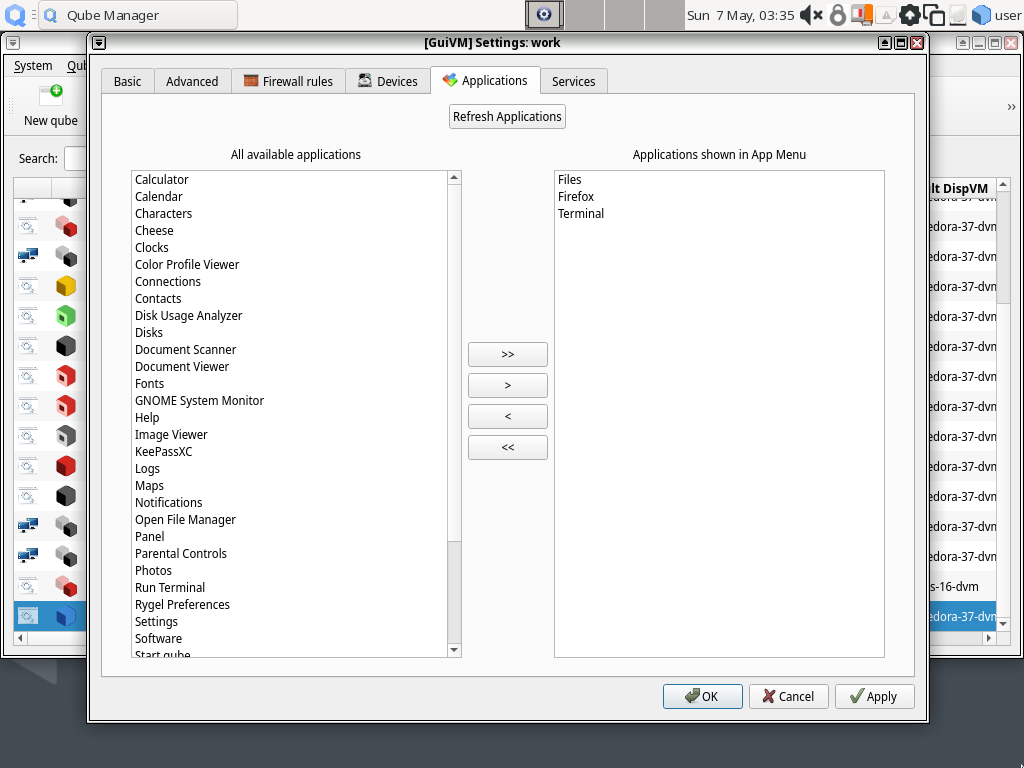 Qube Manager
Sun 7 May, 03:35
user
[GuiVM] Settings: work
System
Qub
New qube
Search:
Basic
Advanced
Firewall rules
Devices
Applications
Services
Refresh Applications
All available applications
Applications shown in App Menu
Calculator
Calendar
Characters
Cheese
Clocks
Color Profile Viewer
Connections
Contacts
Disk Usage Analyzer
Disks
Document Scanner
Document Viewer
Fonts
GNOME System Monitor
Help
Image Viewer
KeePassXC
Logs
Maps
Notifications
Open File Manager
Panel
Parental Controls
Photos
Run Terminal
Rygel Preferences
Settings
Software
Start qube
>>
>
<
<<
Files
Firefox
Terminal
OK
Cancel
Apply
»
lt DispVM
edora-37-dvm
edora-37-dvm
edora-37-dvm
edora-37-dvm
edora-37-dvm
edora-37-dvm
edora-37-dvm
edora-37-dvm
edora-37-dvm
edora-37-dvm
edora-37-dvm
edora-37-dvm
edora-37-dvm
s-16-dvm
edora-37-dvm